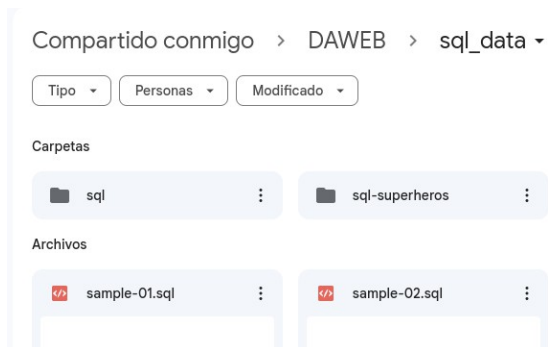 Compartido conmigo > DAWEB > sql_data
Tipo Personas Modificado
Carpetas
sql sql-superheros
Archivos
sample-01.sql sample-02.sql